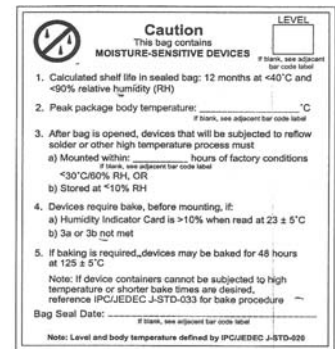 LEVEL
Caution
This bag contains
MOISTURE-SENSITIVE DEVICES
If blank, see adjacent
bar code label
1. Calculated shelf life in sealed bag: 12 months at <40°C and
<90% relative humidity (RH)
2. Peak package body temperature: ____________ °C
If blank, see adjacent bar code label
3. After bag is opened, devices that will be subjected to reflow
solder or other high temperature process must
a) Mounted within: __________ hours of factory conditions
If blank, see adjacent bar code label
<30°C/60% RH, OR
b) Stored at <10% RH
4. Devices require bake, before mounting, if:
a) Humidity Indicator Card is >10% when read at 23 ± 5°C
b) 3a or 3b not met
5. If baking is required, devices may be baked for 48 hours
at 125 ± 5°C
Note: If device containers cannot be subjected to high
temperature or shorter bake times are desired,
reference IPC/JEDEC J-STD-033 for bake procedure
Bag Seal Date: ____________
If blank, see adjacent bar code label
Note: Level and body temperature defined by IPC/JEDEC J-STD-020